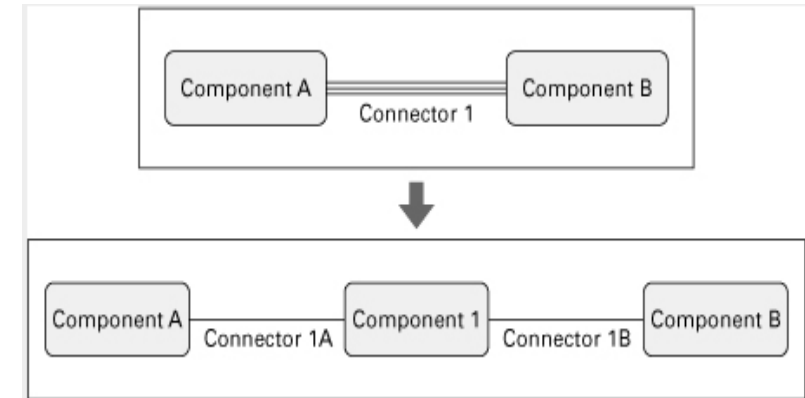 Component A
Component B
Connector 1
Component A
Component 1
Component B
Connector 1A
Connector 1B